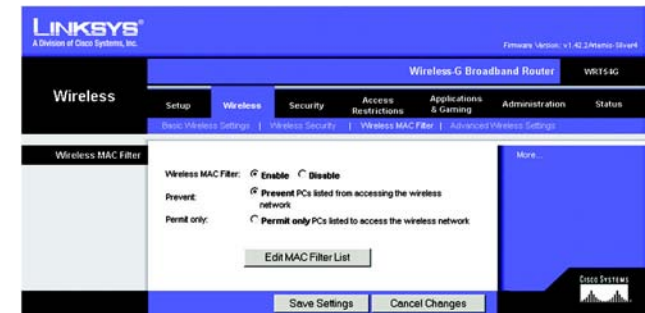 LINKSYS®
A Division of Cisco Systems, Inc.
Firmware Version: v1.42.2
Wireless-G Broadband Router WRT54G
Wireless
Setup Wireless Security Access Restrictions Applications & Gaming Administration Status
Basic Wireless Settings | Wireless Security | Wireless MAC Filter | Advanced Wireless Settings
Wireless MAC Filter
More...
Wireless MAC Filter: Enable Disable
Prevent: Prevent PCs listed from accessing the wireless
network
Permit only: Permit only PCs listed to access the wireless network
Edit MAC Filter List
CISCO SYSTEMS
Save Settings Cancel Changes